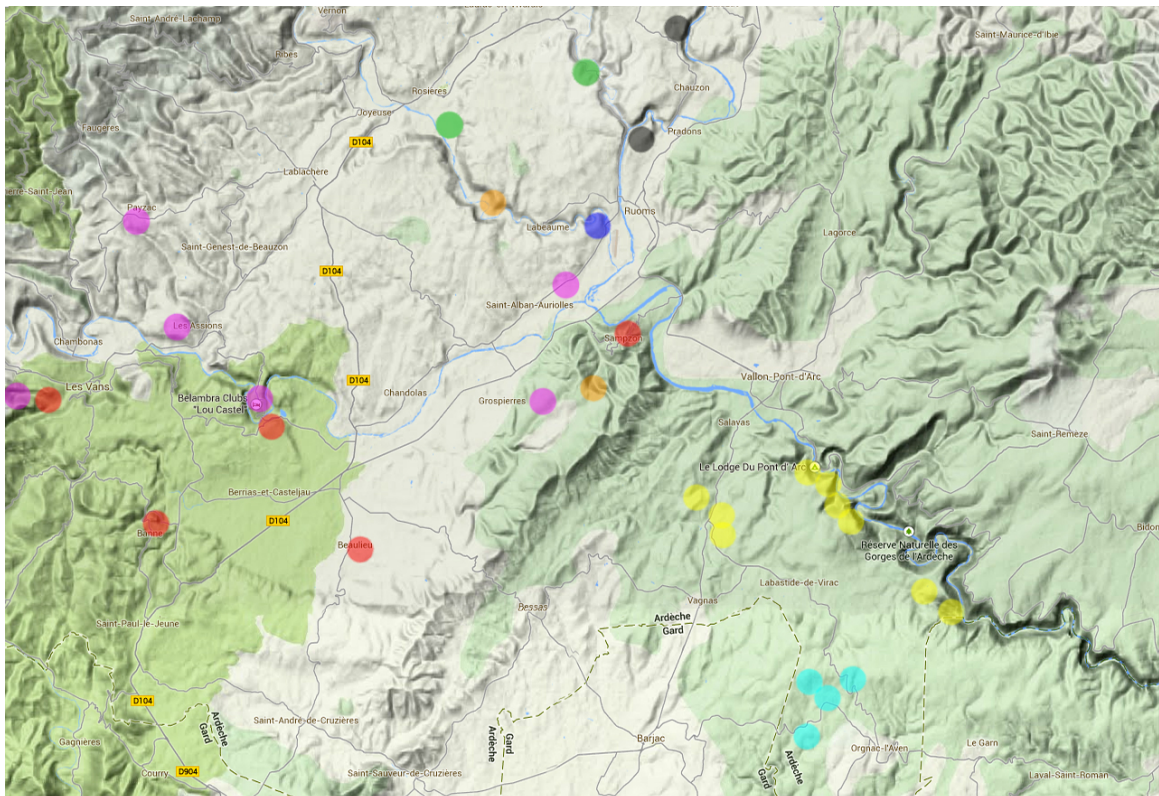 Saint-André-Lachamp
Vernon
Saint-Maurice-d'Ibie
Ribes
Chauzon
Rosières
Joyeuse
Faugères
D104
Pradons
Lablachère
Payzac
Ruoms
Labeaume
Lagorce
Saint-Genest-de-Beauzon
D104
Saint-Alban-Auriolles
Les Assions
Chambonas
Sampzon
Vallon-Pont-d'Arc
D104
Les Vans
Chandolas
Belambra Clubs
"Lou Castel"
Grospierres
Salavas
Saint-Remèze
Le Lodge Du Pont d' Arc
Berrias-et-Casteljau
D104
Banne
Bidon
Beaulieu
Réserve Naturelle des
Gorges de l'Ardèche
Labastide-de-Virac
Vagnas
Bessas
Ardèche
Gard
Saint-Paul-le-Jeune
D104
Saint-André-de-Cruzières
Ardèche
Gard
Gard
Ardèche
Barjac
Gagnières
Orgnac-l'Aven
Le Garn
Ardèche
Gard
Courry
D904
Saint-Sauveur-de-Cruzières
Laval-Saint-Roman